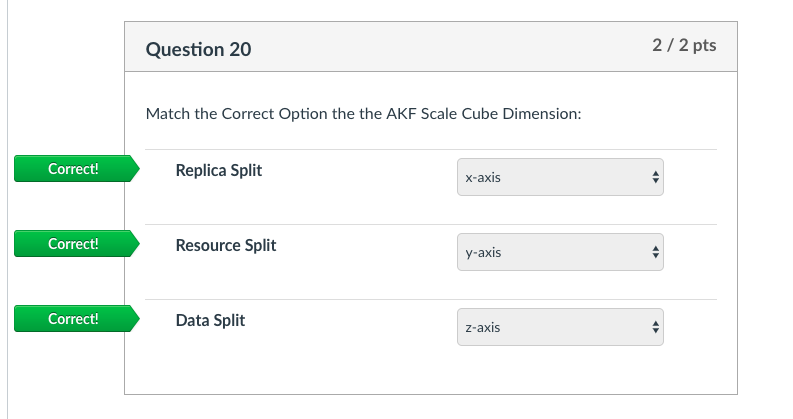 Question 20
2 / 2 pts
Match the Correct Option the the AKF Scale Cube Dimension:
Correct!
Replica Split
x-axis
Correct!
Resource Split
y-axis
Correct!
Data Split
z-axis